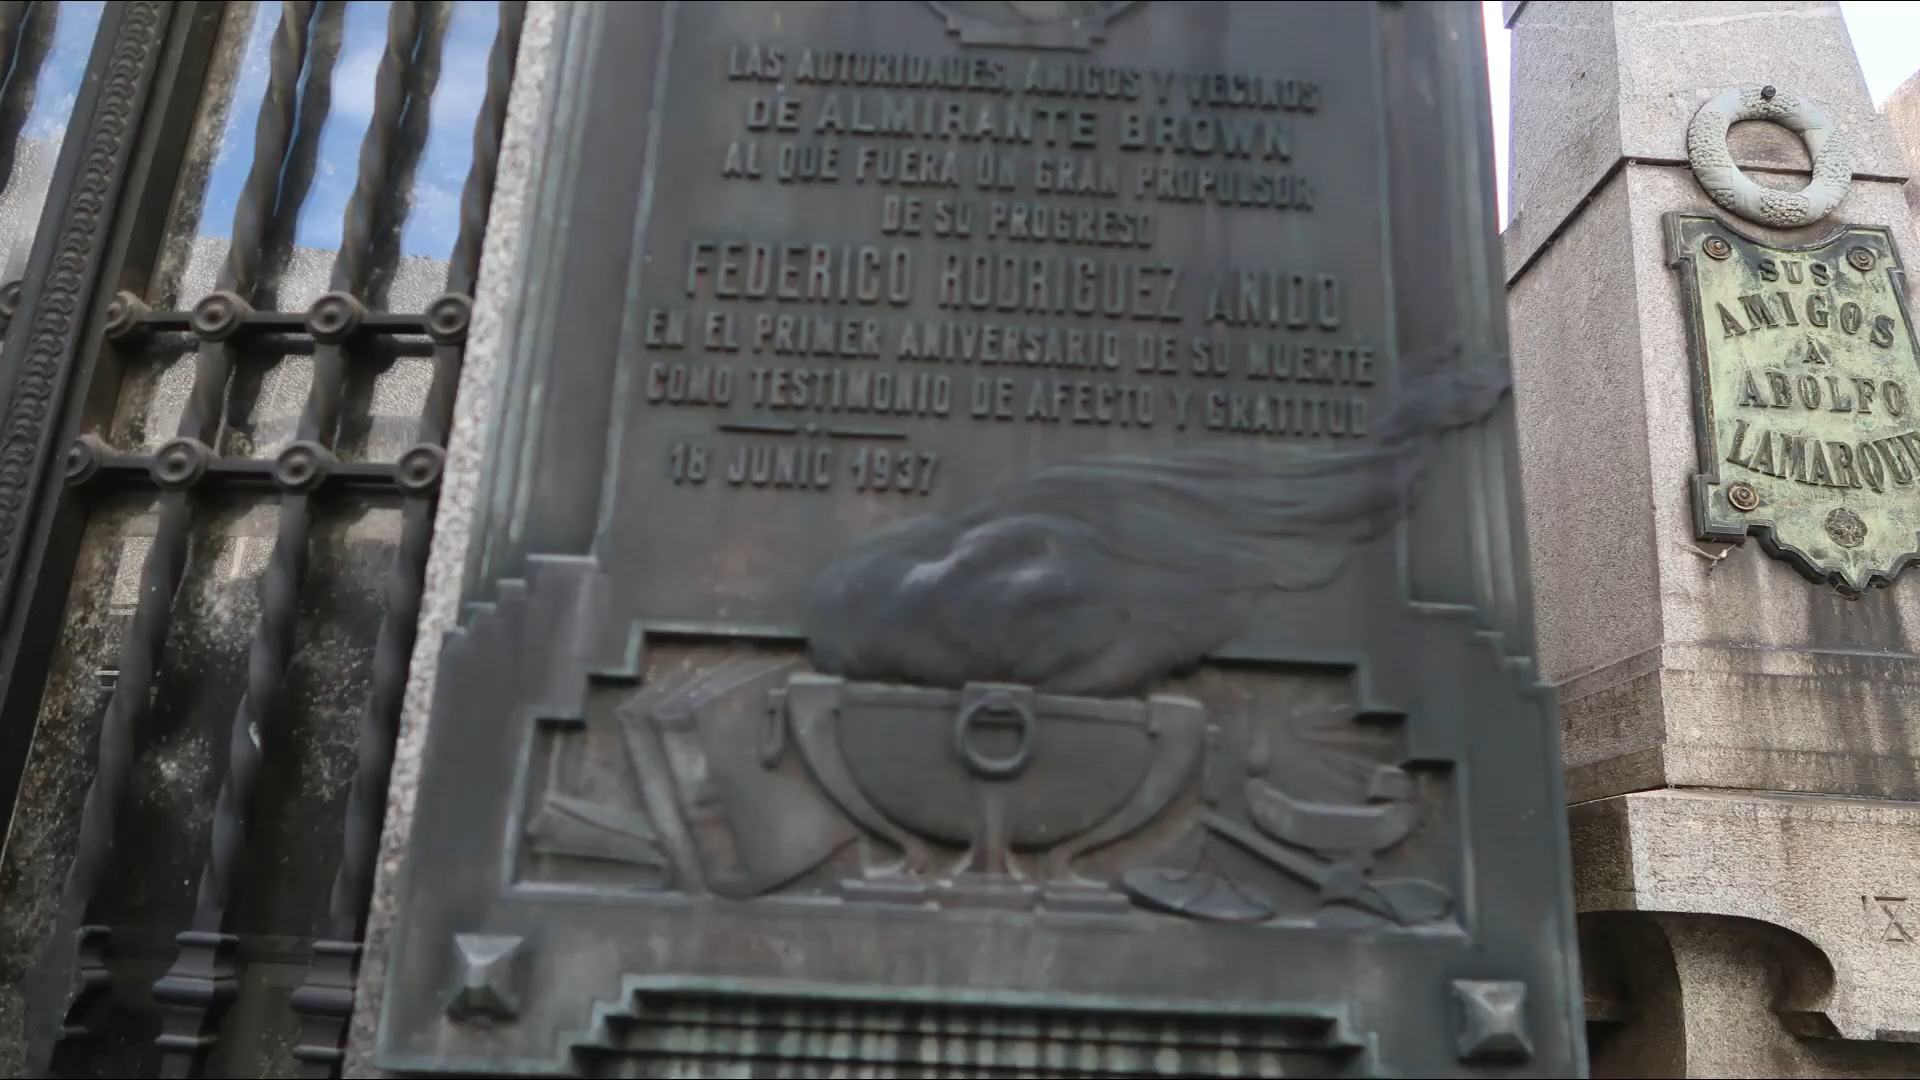 LAS AUTORIDADES, AMIGOS Y VECINOS
DE ALMIRANTE BROWN
AL QUE FUERA UN GRAN PROPULSOR
DE SU PROGRESO
FEDERICO RODRIGUEZ ANIDO
EN EL PRIMER ANIVERSARIO DE SU MUERTE
COMO TESTIMONIO DE AFECTO Y GRATITUD
18 JUNIO 1937
SUS
AMIGOS
A
ADOLFO
LAMARQUE